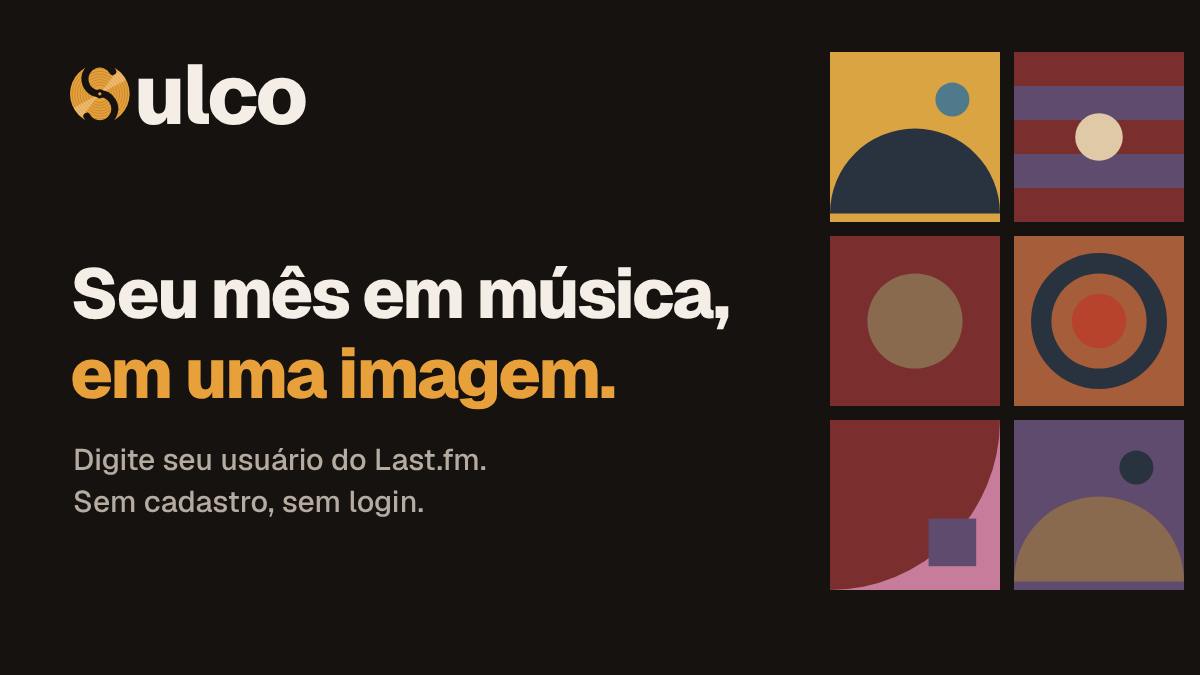 Sulco
Seu mês em música,
em uma imagem.
Digite seu usuário do Last.fm.
Sem cadastro, sem login.